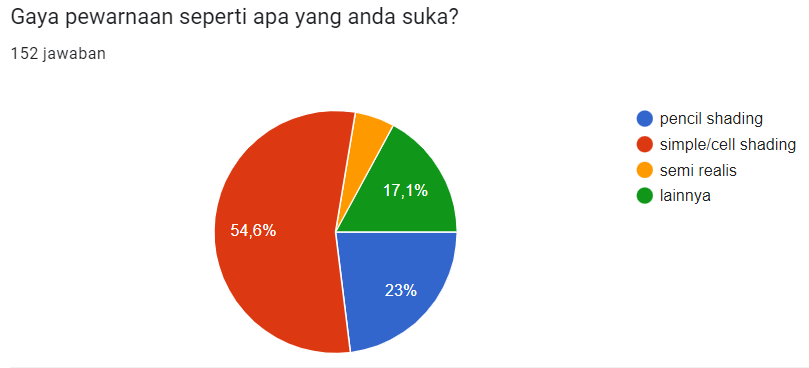 Gaya pewarnaan seperti apa yang anda suka?
152 jawaban
pencil shading
simple/cell shading
semi realis
lainnya
17,1%
54,6%
23%